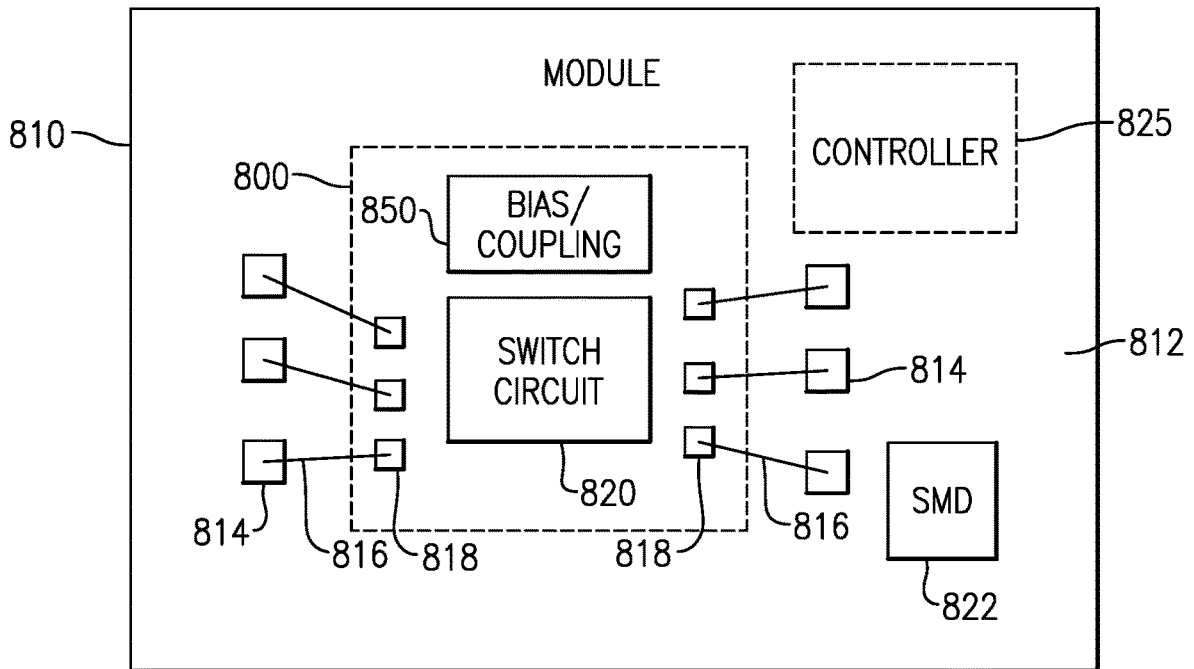 MODULE
810
825
CONTROLLER
800
850
BIAS/
COUPLING
812
SWITCH
CIRCUIT
814
814
816
818
820
818
816
SMD
822